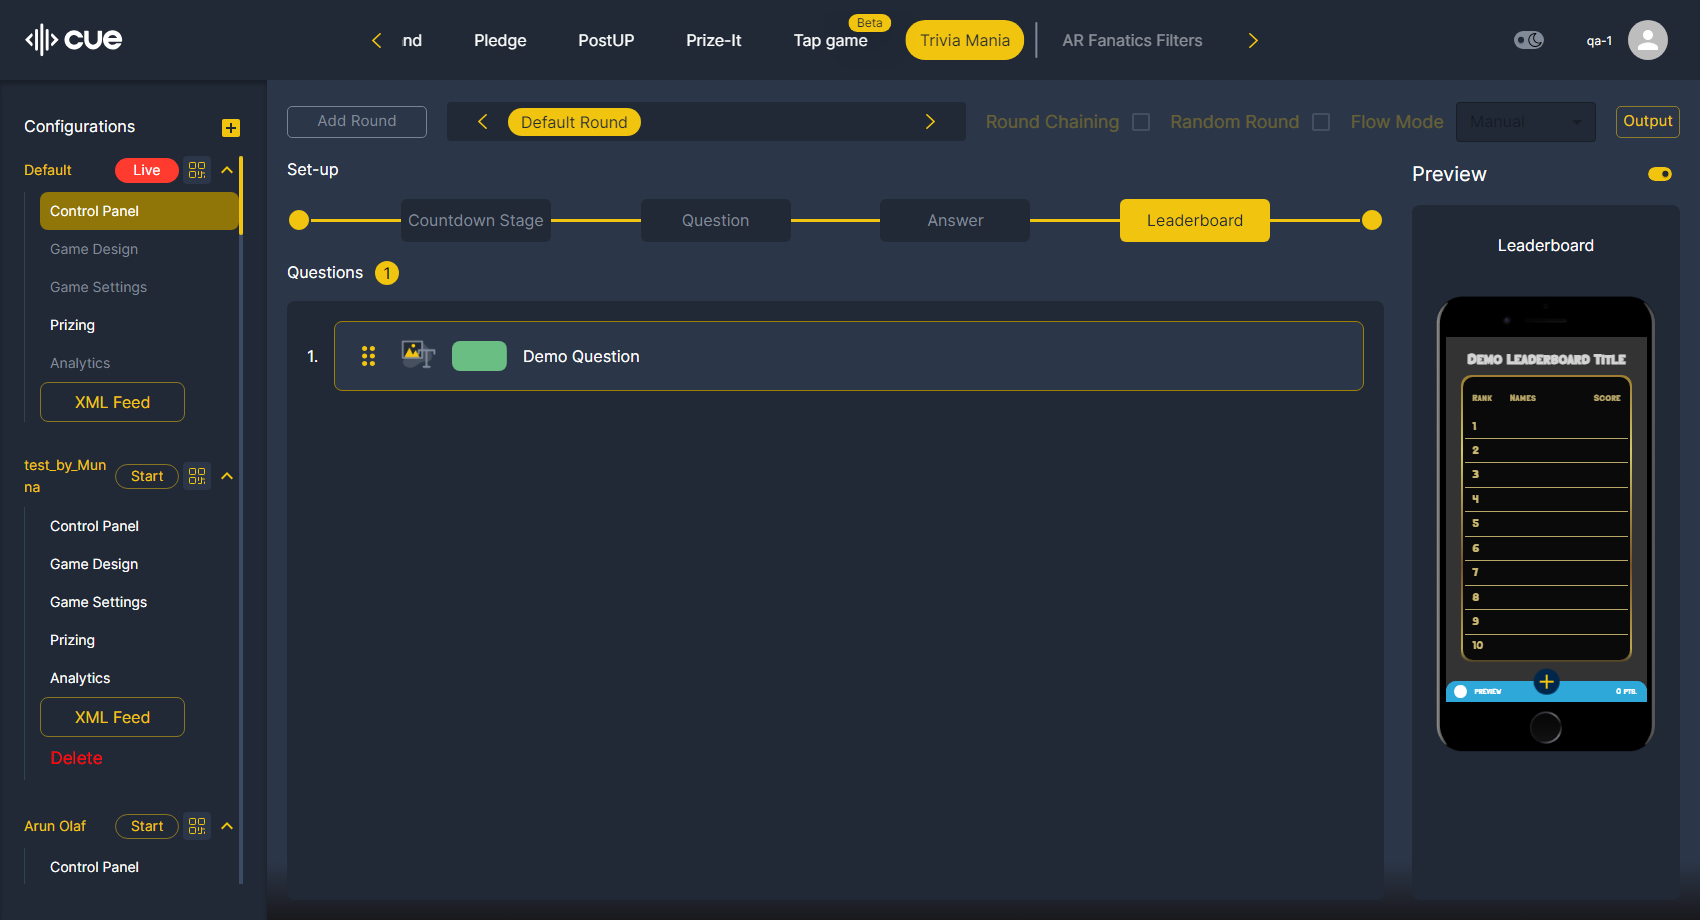 cue
nd
Pledge
PostUP
Prize-It
Tap game
Beta
Trivia Mania
AR Fanatics Filters
qa-1
Configurations
Default
Live
Control Panel
Game Design
Game Settings
Prizing
Analytics
XML Feed
test_by_Mun
na
Start
Control Panel
Game Design
Game Settings
Prizing
Analytics
XML Feed
Delete
Arun Olaf
Start
Control Panel
Add Round
Default Round
Round Chaining
Random Round
Flow Mode
Manual
Output
Set-up
Countdown Stage
Question
Answer
Leaderboard
Questions 1
1.
Demo Question
Preview
Leaderboard
Demo Leaderboard Title
Rank Names Score
1
2
3
4
5
6
7
8
9
10
PREVIEW
0 PTS.